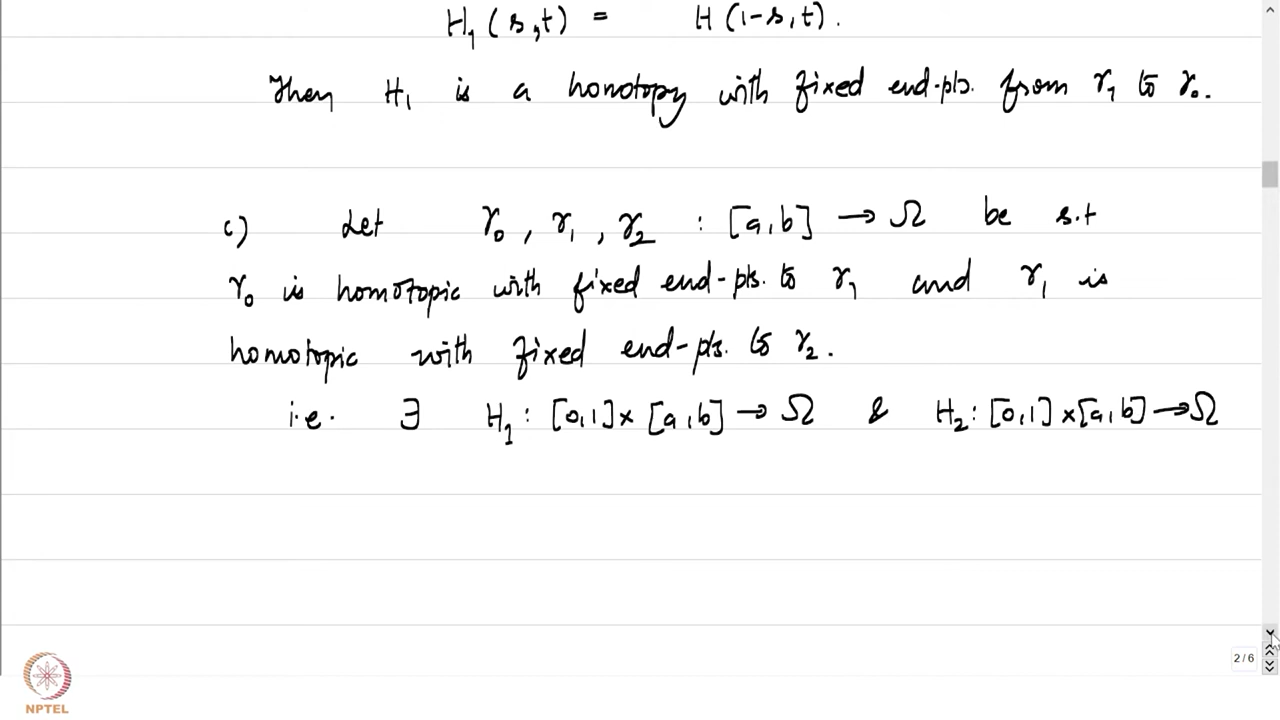 H₁(s,t) = H(1-s,t).
Then H₁ is a homotopy with fixed end-pts. from γ₁ to γ₀.
c) Let γ₀, γ₁, γ₂ : [a,b] → Ω be s.t
γ₀ is homotopic with fixed end-pts. to γ₁ and γ₁ is
homotopic with fixed end-pts. to γ₂.
i.e. ∃ H₁ : [0,1] × [a,b] → Ω & H₂ : [0,1] × [a,b] → Ω
2 / 6
NPTEL